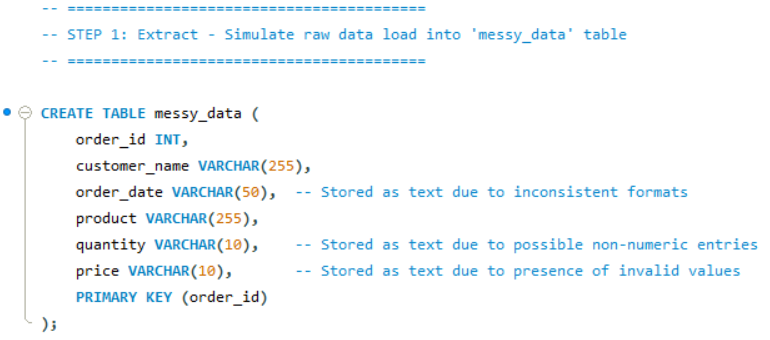 -- ==========================================
-- STEP 1: Extract - Simulate raw data load into 'messy_data' table
-- ==========================================
CREATE TABLE messy_data (
    order_id INT,
    customer_name VARCHAR(255),
    order_date VARCHAR(50),  -- Stored as text due to inconsistent formats
    product VARCHAR(255),
    quantity VARCHAR(10),    -- Stored as text due to possible non-numeric entries
    price VARCHAR(10),       -- Stored as text due to presence of invalid values
    PRIMARY KEY (order_id)
);